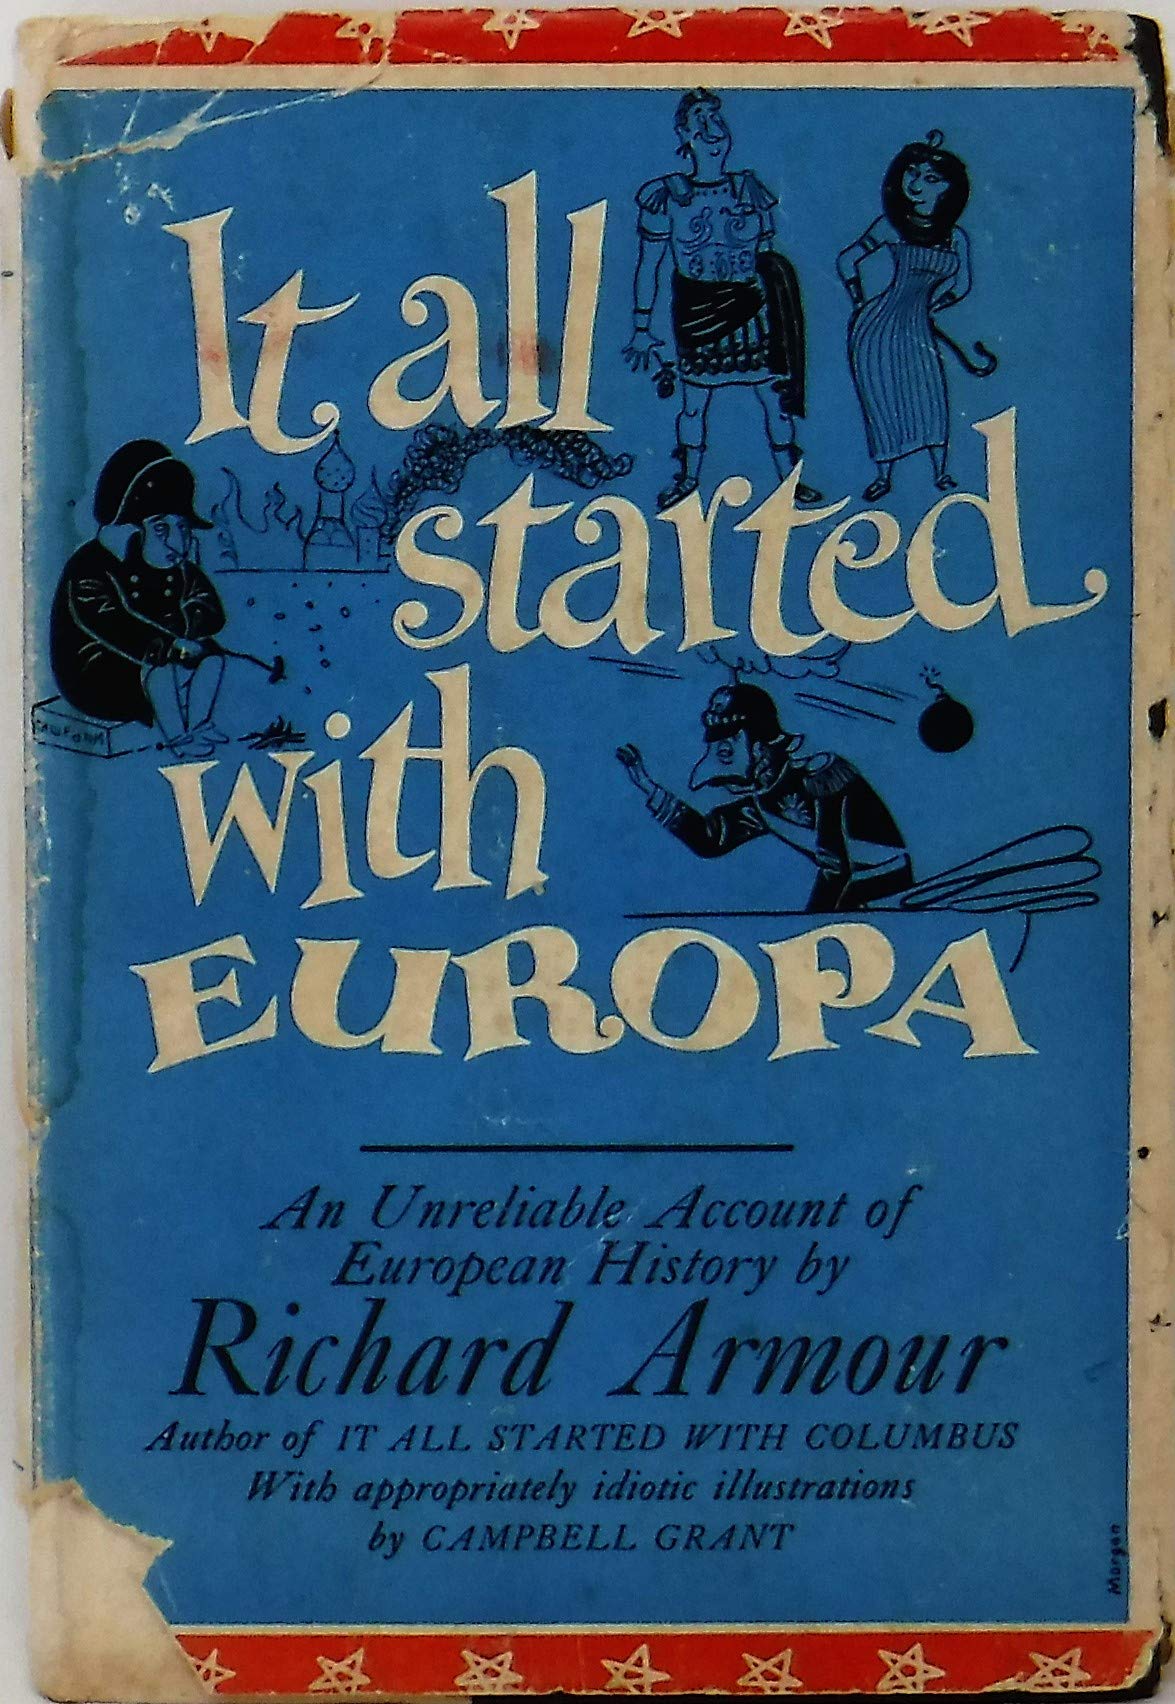 It all
started
with
EUROPA
An Unreliable Account of
European History by
Richard Armour
Author of IT ALL STARTED WITH COLUMBUS
With appropriately idiotic illustrations
by CAMPBELL GRANT
Morgan